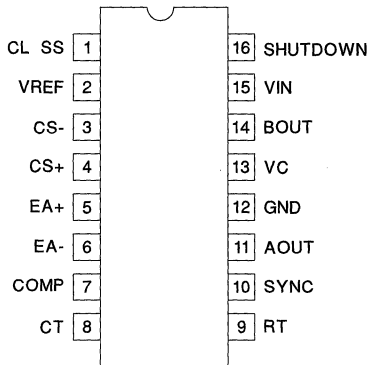 CL SS 1 16 SHUTDOWN
VREF 2 15 VIN
CS- 3 14 BOUT
CS+ 4 13 VC
EA+ 5 12 GND
EA- 6 11 AOUT
COMP 7 10 SYNC
CT 8 9 RT